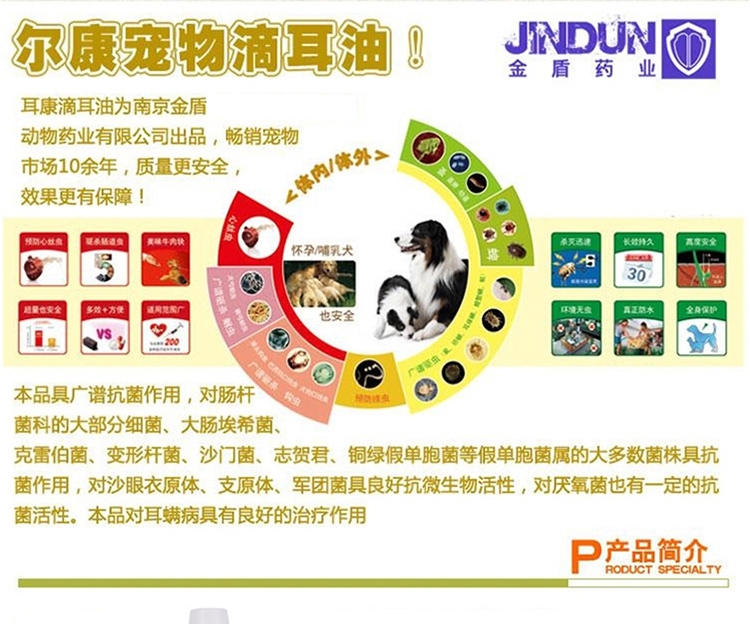 尔康宠物滴耳油！
JINDUN
金盾药业
耳康滴耳油为南京金盾
动物药业有限公司出品，畅销宠物
市场10余年，质量更安全，
效果更有保障！
<体内/体外>
怀孕/哺乳犬
也安全
心丝虫
蜱
广谱驱杀、钩虫
预防绦虫
预防心丝虫
驱杀肠道虫
美味牛肉块
超量也安全
多效+方便
VS
适用范围广
200
杀灭迅速
长效持久
30
高度安全
环境无虫
真正防水
全身保护
本品具广谱抗菌作用，对肠杆
菌科的大部分细菌、大肠埃希菌、
克雷伯菌、变形杆菌、沙门菌、志贺君、铜绿假单胞菌等假单胞菌属的大多数菌株具抗
菌作用，对沙眼衣原体、支原体、军团菌具良好抗微生物活性，对厌氧菌也有一定的抗
菌活性。本品对耳螨病具有良好的治疗作用
产品简介
PRODUCT SPECIALTY